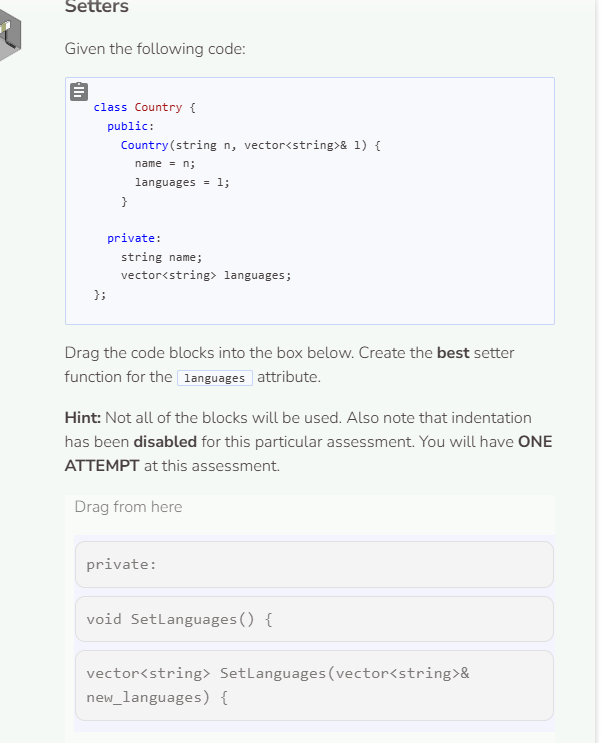 Setters
Given the following code:
class Country {
public:
Country(string n, vector<string>& l) {
name = n;
languages = l;
}
private:
string name;
vector<string> languages;
};
Drag the code blocks into the box below. Create the best setter
function for the languages attribute.
Hint: Not all of the blocks will be used. Also note that indentation
has been disabled for this particular assessment. You will have ONE
ATTEMPT at this assessment.
Drag from here
private:
void SetLanguages() {
vector<string> SetLanguages(vector<string>&
new_languages) {